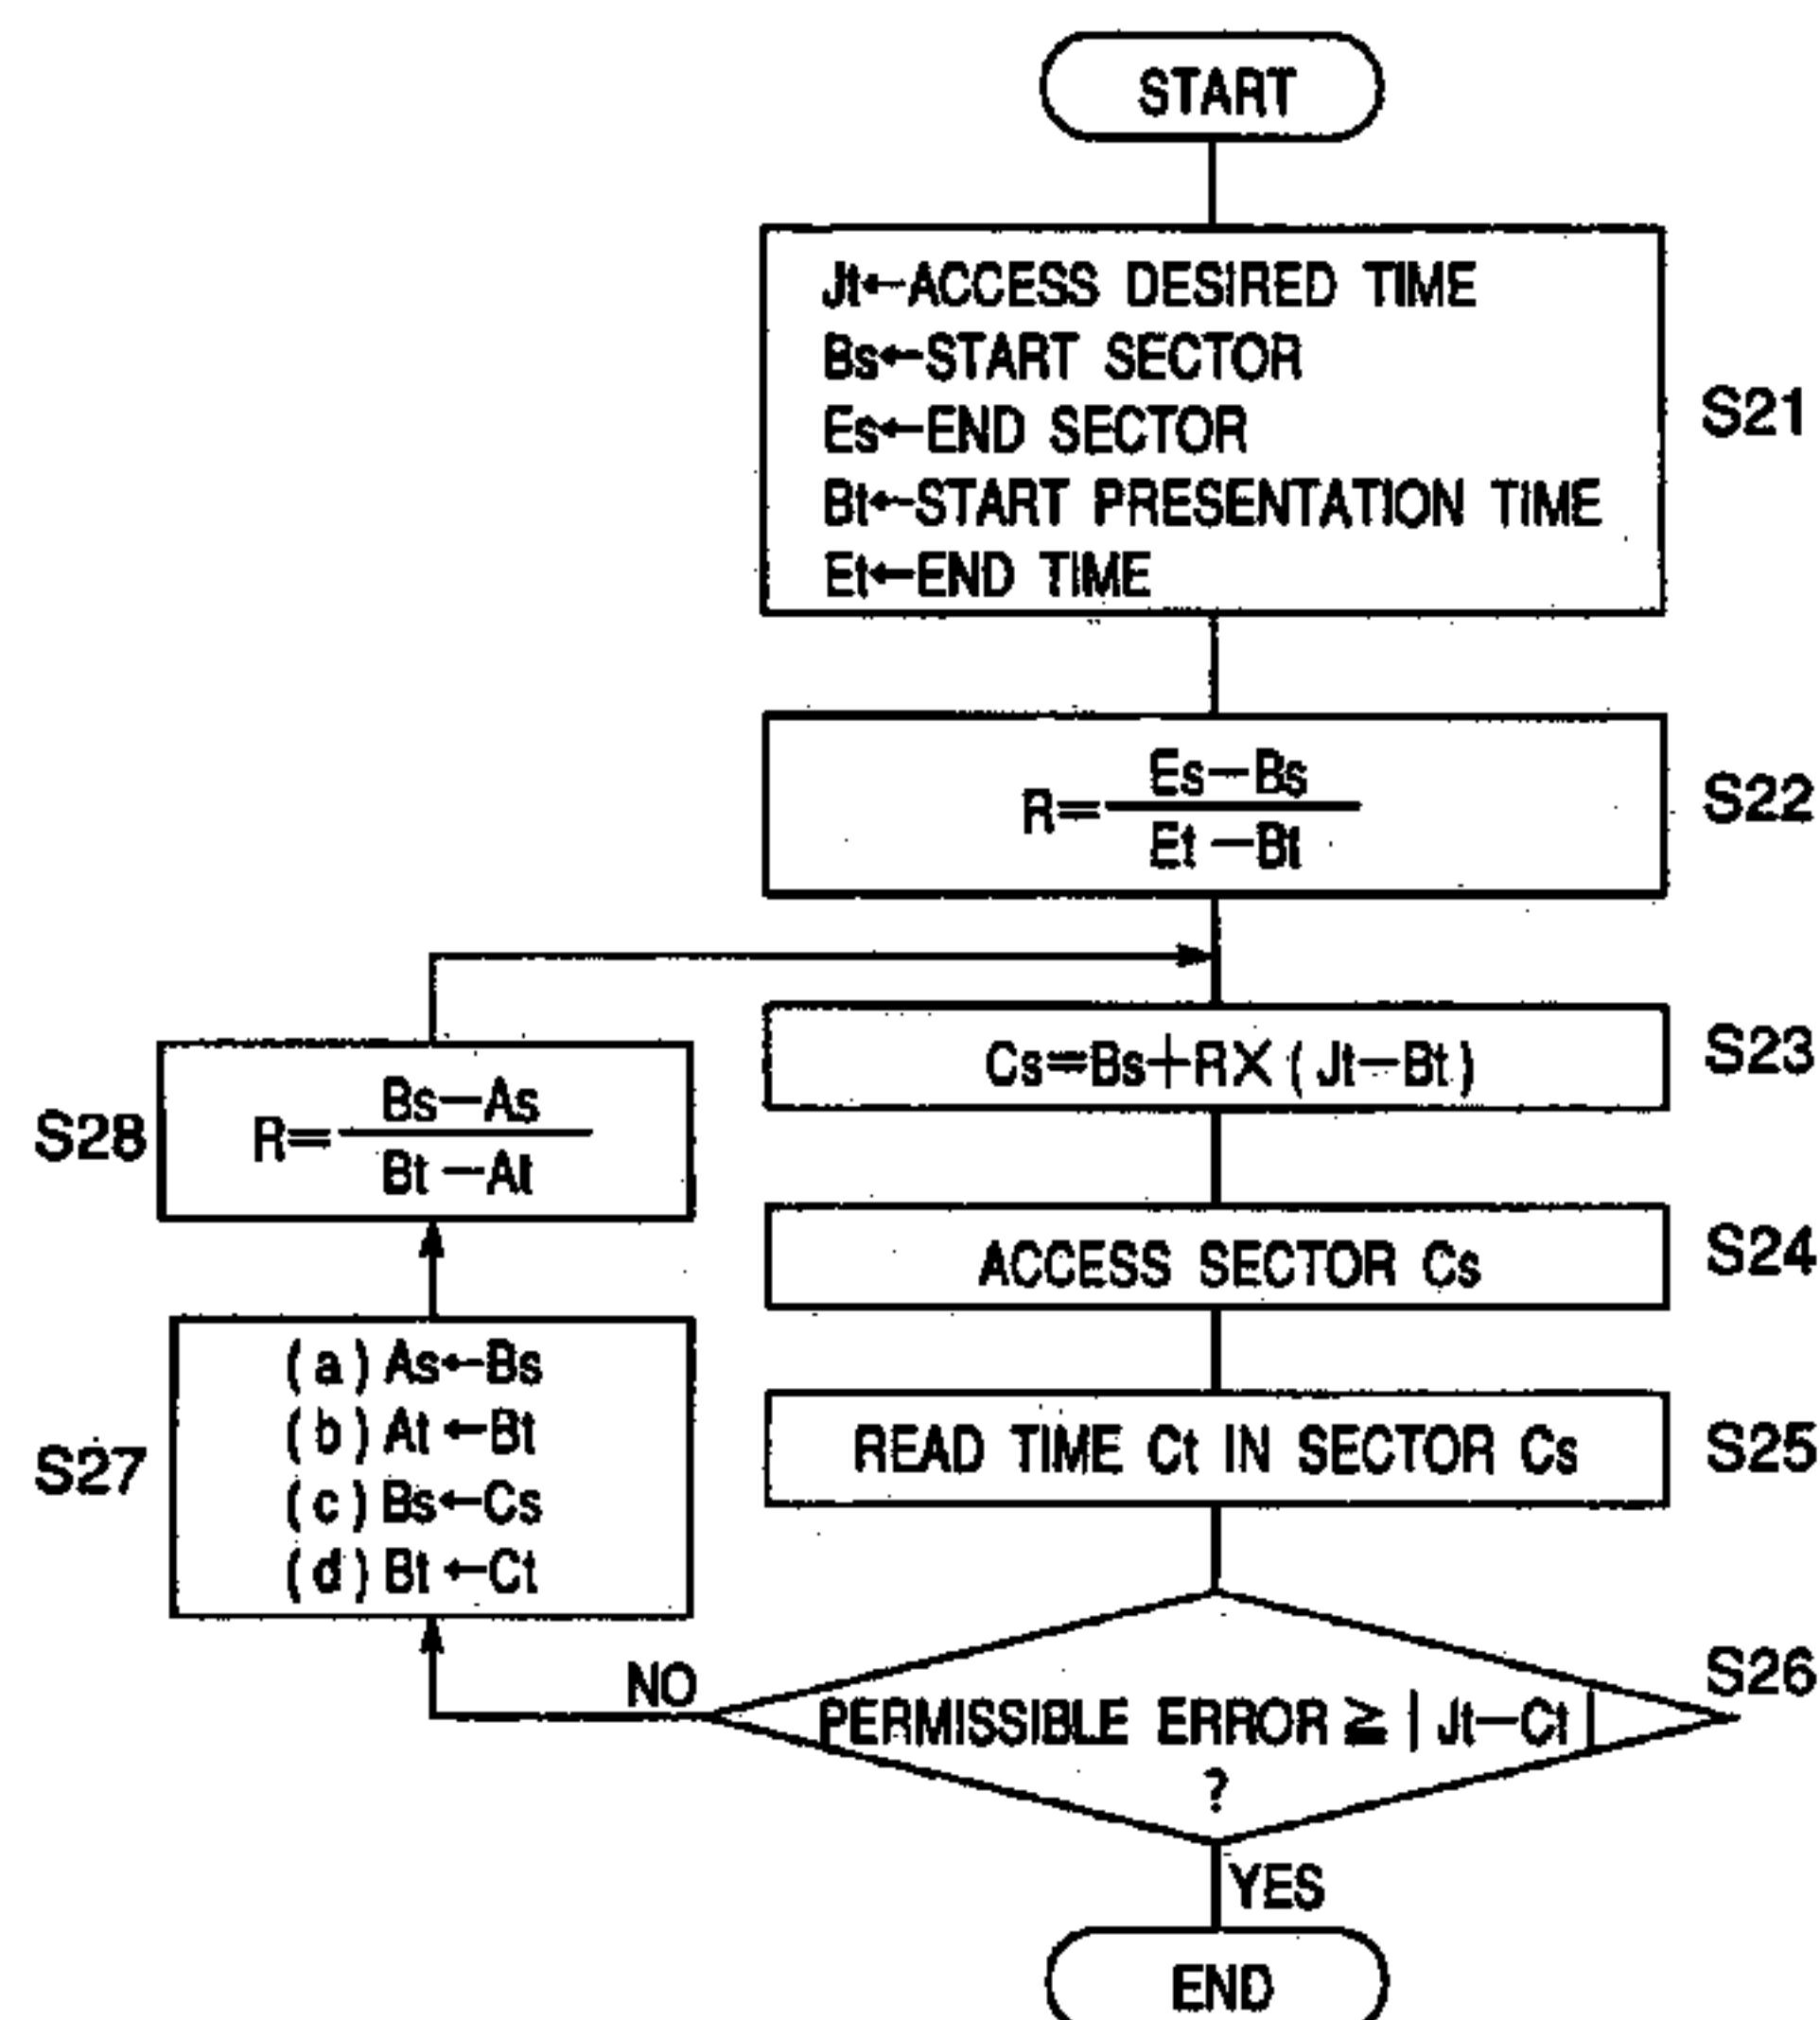 START
Jt←ACCESS DESIRED TIME
Bs←START SECTOR
Es←END SECTOR
Bt←START PRESENTATION TIME
Et←END TIME
S21
Es−Bs
R=
Et−Bt
S22
Cs=Bs+R×(Jt−Bt)
S23
Bs−As
R=
Bt−At
S28
ACCESS SECTOR Cs
S24
(a) As←Bs
(b) At←Bt
(c) Bs←Cs
(d) Bt←Ct
S27
READ TIME Ct IN SECTOR Cs
S25
PERMISSIBLE ERROR ≧ | Jt−Ct |
?
S26
NO
YES
END